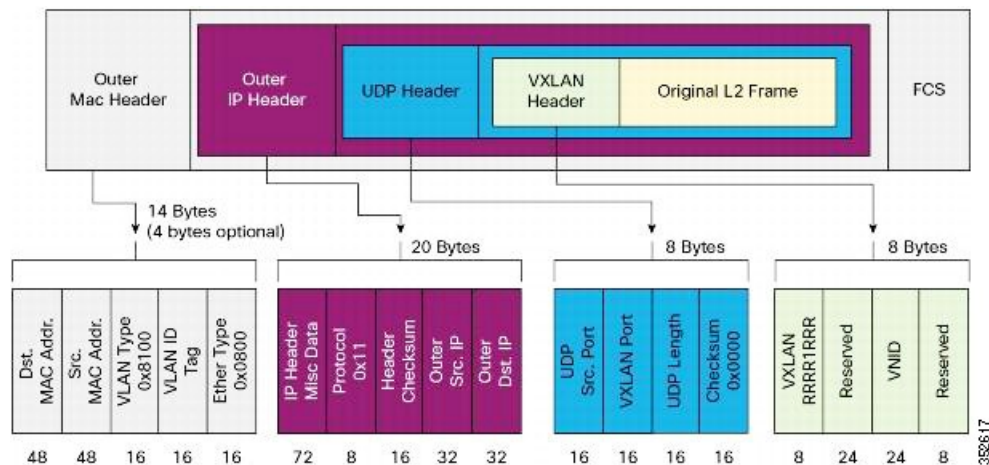 Outer
Mac Header
Outer
IP Header
UDP Header
VXLAN
Header
Original L2 Frame
FCS
14 Bytes
(4 bytes optional)
20 Bytes
8 Bytes
8 Bytes
Dst.
MAC Addr.
Src.
MAC Addr.
VLAN Type
0x8100
VLAN ID
Tag
Ether Type
0x0800
IP Header
Misc Data
Protocol
0x11
Header
Checksum
Outer
Src. IP
Outer
Dst. IP
UDP
Src. Port
VXLAN Port
UDP Length
Checksum
0x0000
VXLAN
RRRR1RRR
Reserved
VNID
Reserved
48 48 16 16 16
72 8 16 32 32
16 16 16 16
8 24 24 8
352617